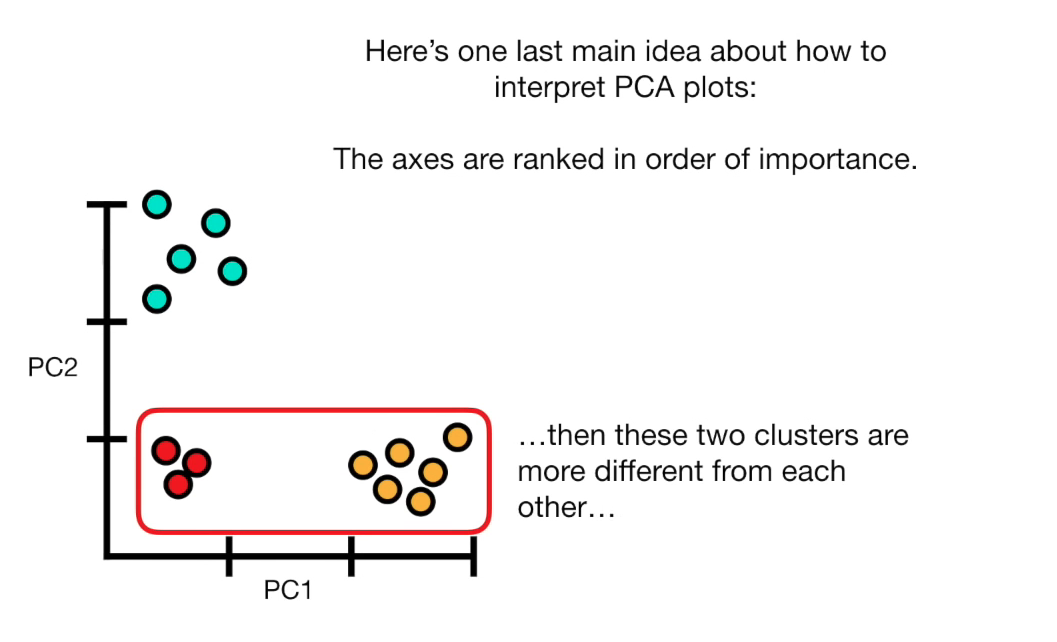 Here’s one last main idea about how to
interpret PCA plots:
The axes are ranked in order of importance.
PC2
…then these two clusters are
more different from each
other…
PC1